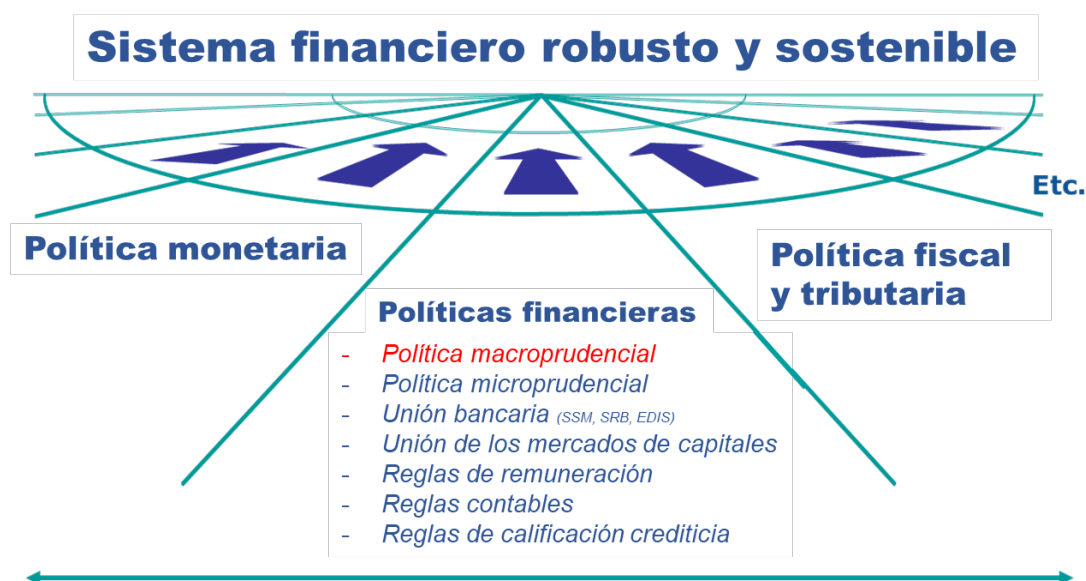 Sistema financiero robusto y sostenible
Etc.
Política monetaria
Política fiscal
y tributaria
Políticas financieras
- Política macroprudencial
- Política microprudencial
- Unión bancaria (SSM, SRB, EDIS)
- Unión de los mercados de capitales
- Reglas de remuneración
- Reglas contables
- Reglas de calificación crediticia